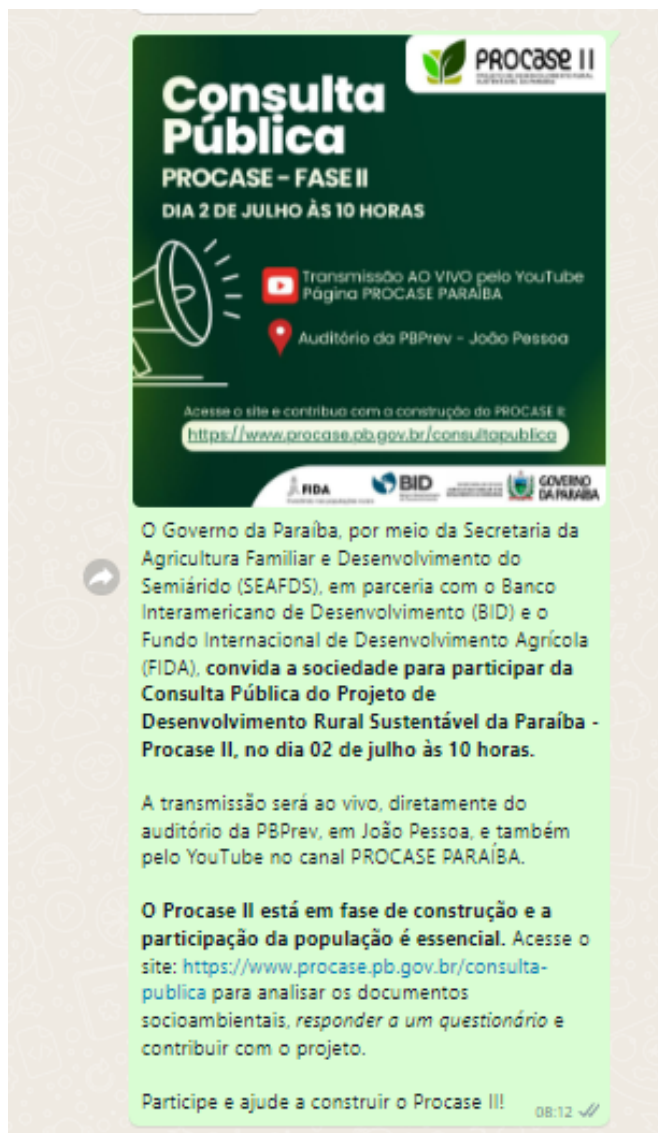 PROCASE II
PROJETO DE DESENVOLVIMENTO RURAL
SUSTENTÁVEL DA PARAÍBA
Consulta
Pública
PROCASE – FASE II
DIA 2 DE JULHO ÀS 10 HORAS
Transmissão AO VIVO pelo YouTube
Página PROCASE PARAÍBA
Auditório da PBPrev - João Pessoa
Acesse o site e contribua com a construção do PROCASE II:
https://www.procase.pb.gov.br/consultapublica
FIDA
BID
GOVERNO
DA PARAÍBA
O Governo da Paraíba, por meio da Secretaria da
Agricultura Familiar e Desenvolvimento do
Semiárido (SEAFDS), em parceria com o Banco
Interamericano de Desenvolvimento (BID) e o
Fundo Internacional de Desenvolvimento Agrícola
(FIDA), convida a sociedade para participar da
Consulta Pública do Projeto de
Desenvolvimento Rural Sustentável da Paraíba -
Procase II, no dia 02 de julho às 10 horas.
A transmissão será ao vivo, diretamente do
auditório da PBPrev, em João Pessoa, e também
pelo YouTube no canal PROCASE PARAÍBA.
O Procase II está em fase de construção e a
participação da população é essencial. Acesse o
site: https://www.procase.pb.gov.br/consulta-
publica para analisar os documentos
socioambientais, responder a um questionário e
contribuir com o projeto.
Participe e ajude a construir o Procase II!
08:12